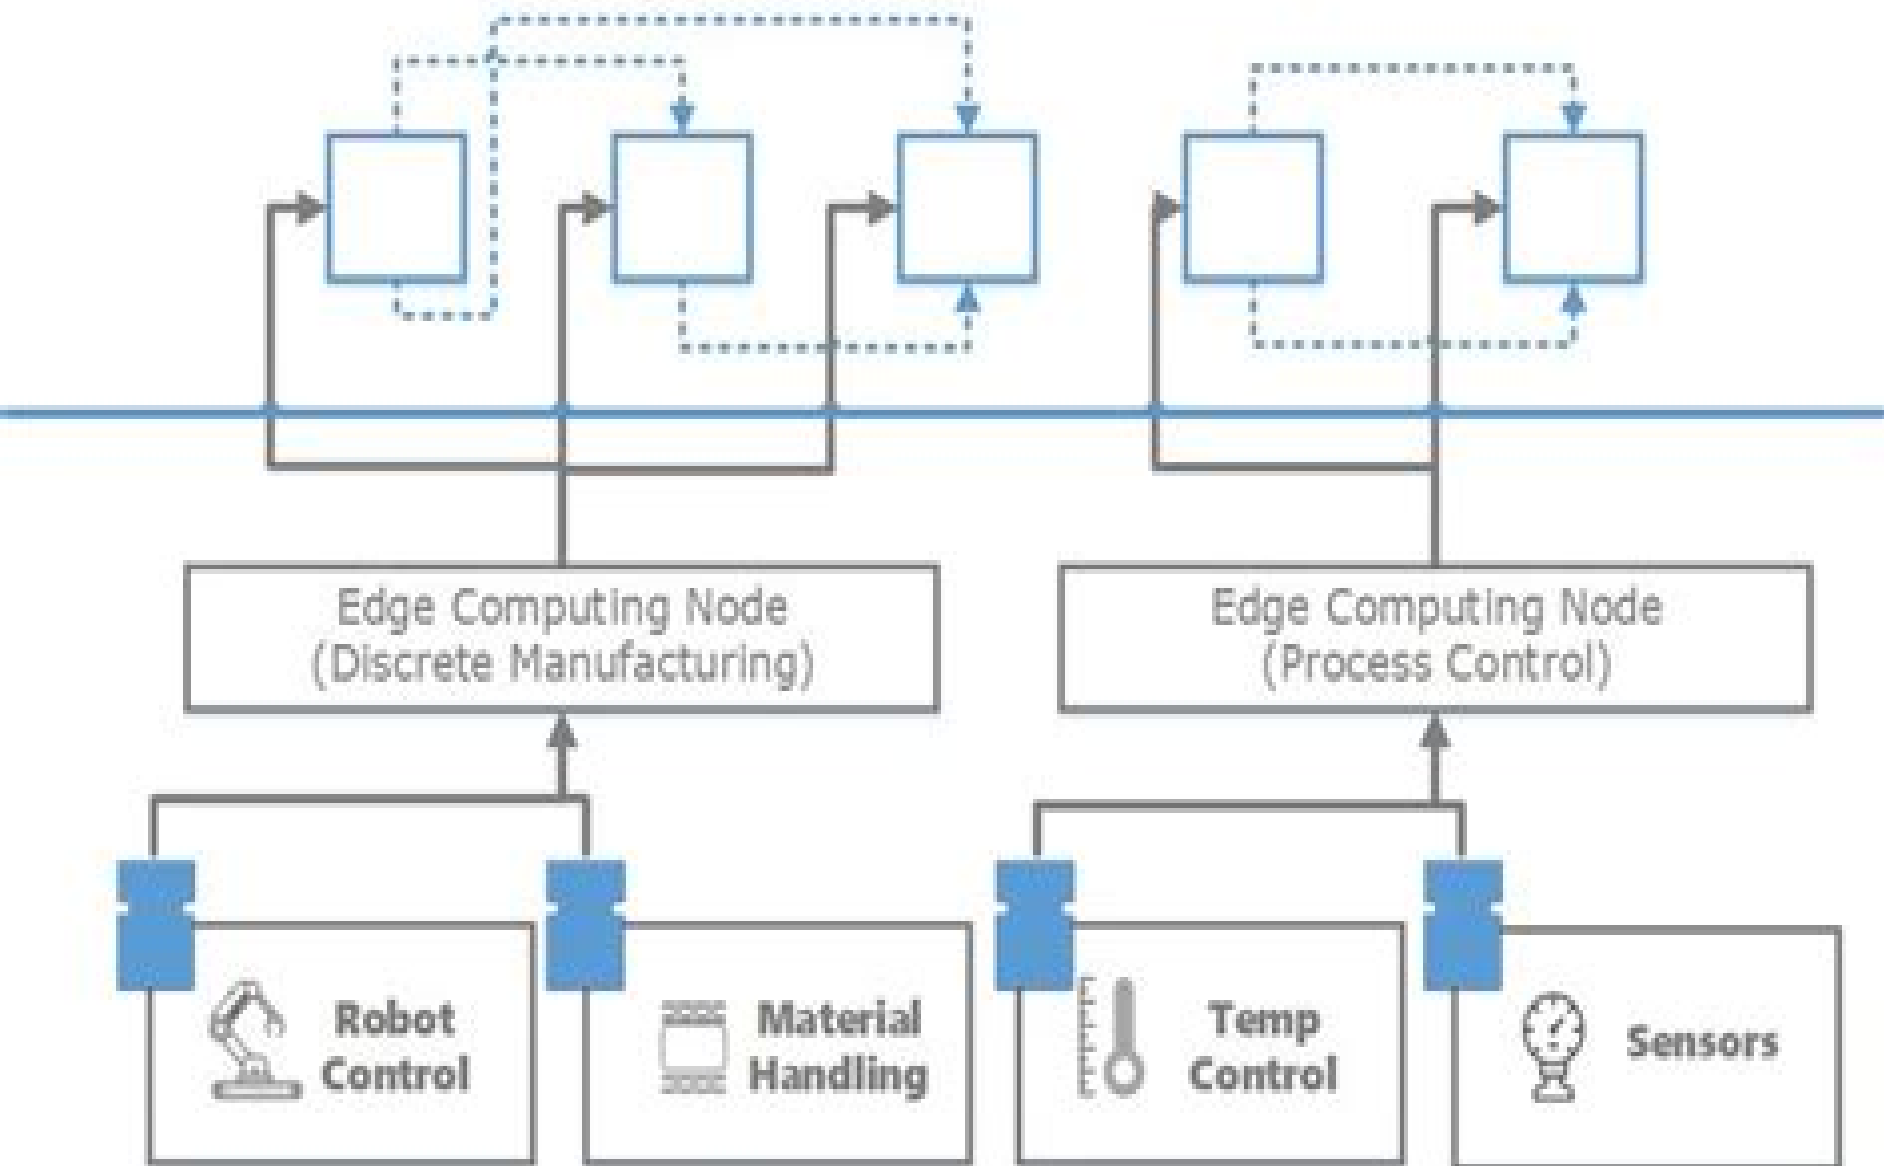 Edge Computing Node
(Discrete Manufacturing)
Edge Computing Node
(Process Control)
Robot
Control
Material
Handling
Temp
Control
Sensors